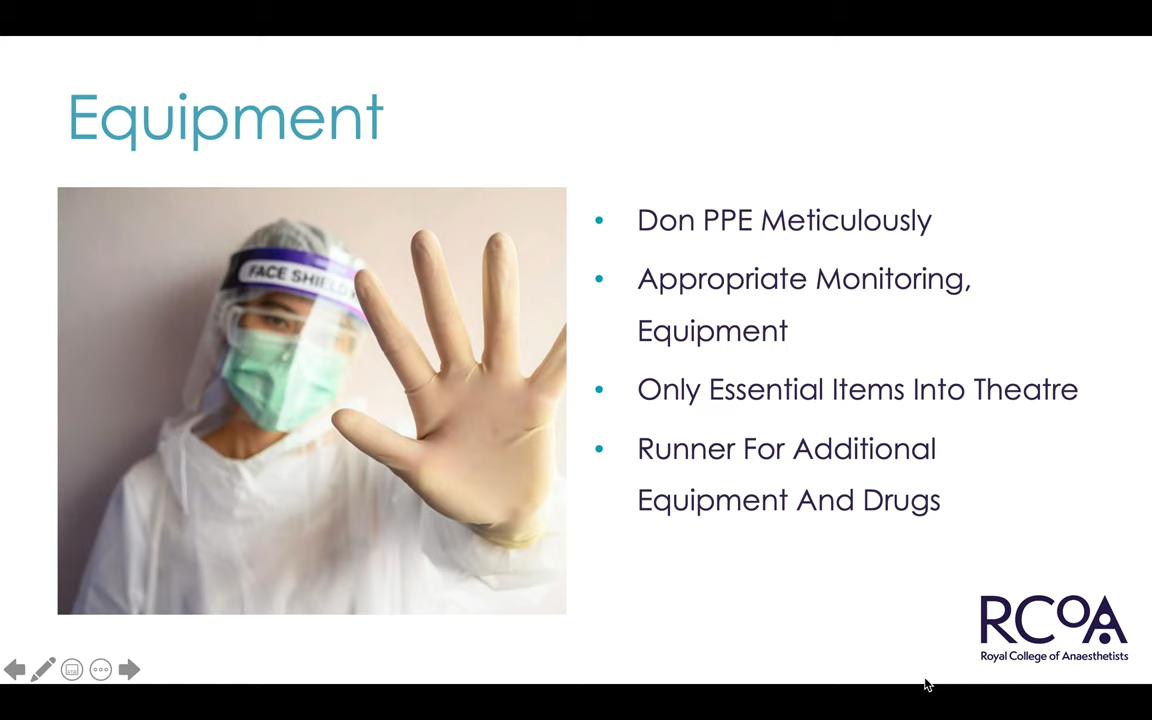 Equipment
FACE SHIELD
• Don PPE Meticulously
• Appropriate Monitoring,
Equipment
• Only Essential Items Into Theatre
• Runner For Additional
Equipment And Drugs
RCoA
Royal College of Anaesthetists